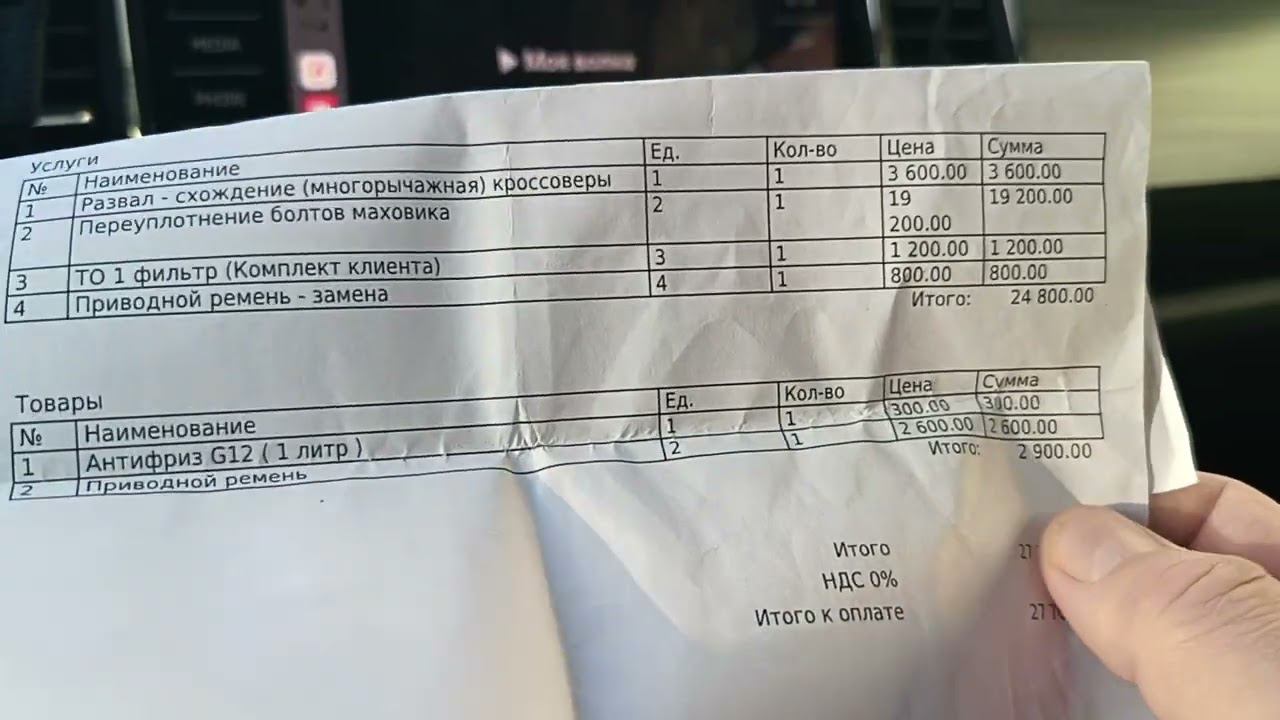 MEDIA
Услуги
№ Наименование Ед. Кол-во Цена Сумма
1 Развал - схождение (многорычажная) кроссоверы 1 1 3 600.00 3 600.00
2 Переуплотнение болтов маховика 2 1 19 200.00 19 200.00
3 ТО 1 фильтр (Комплект клиента) 3 1 1 200.00 1 200.00
4 Приводной ремень - замена 4 1 800.00 800.00
Итого: 24 800.00
Товары
№ Наименование Ед. Кол-во Цена Сумма
1 Антифриз G12 ( 1 литр ) 1 1 300.00 300.00
2 Приводной ремень 2 1 2 600.00 2 600.00
Итого: 2 900.00
Итого 27
НДС 0%
Итого к оплате 27